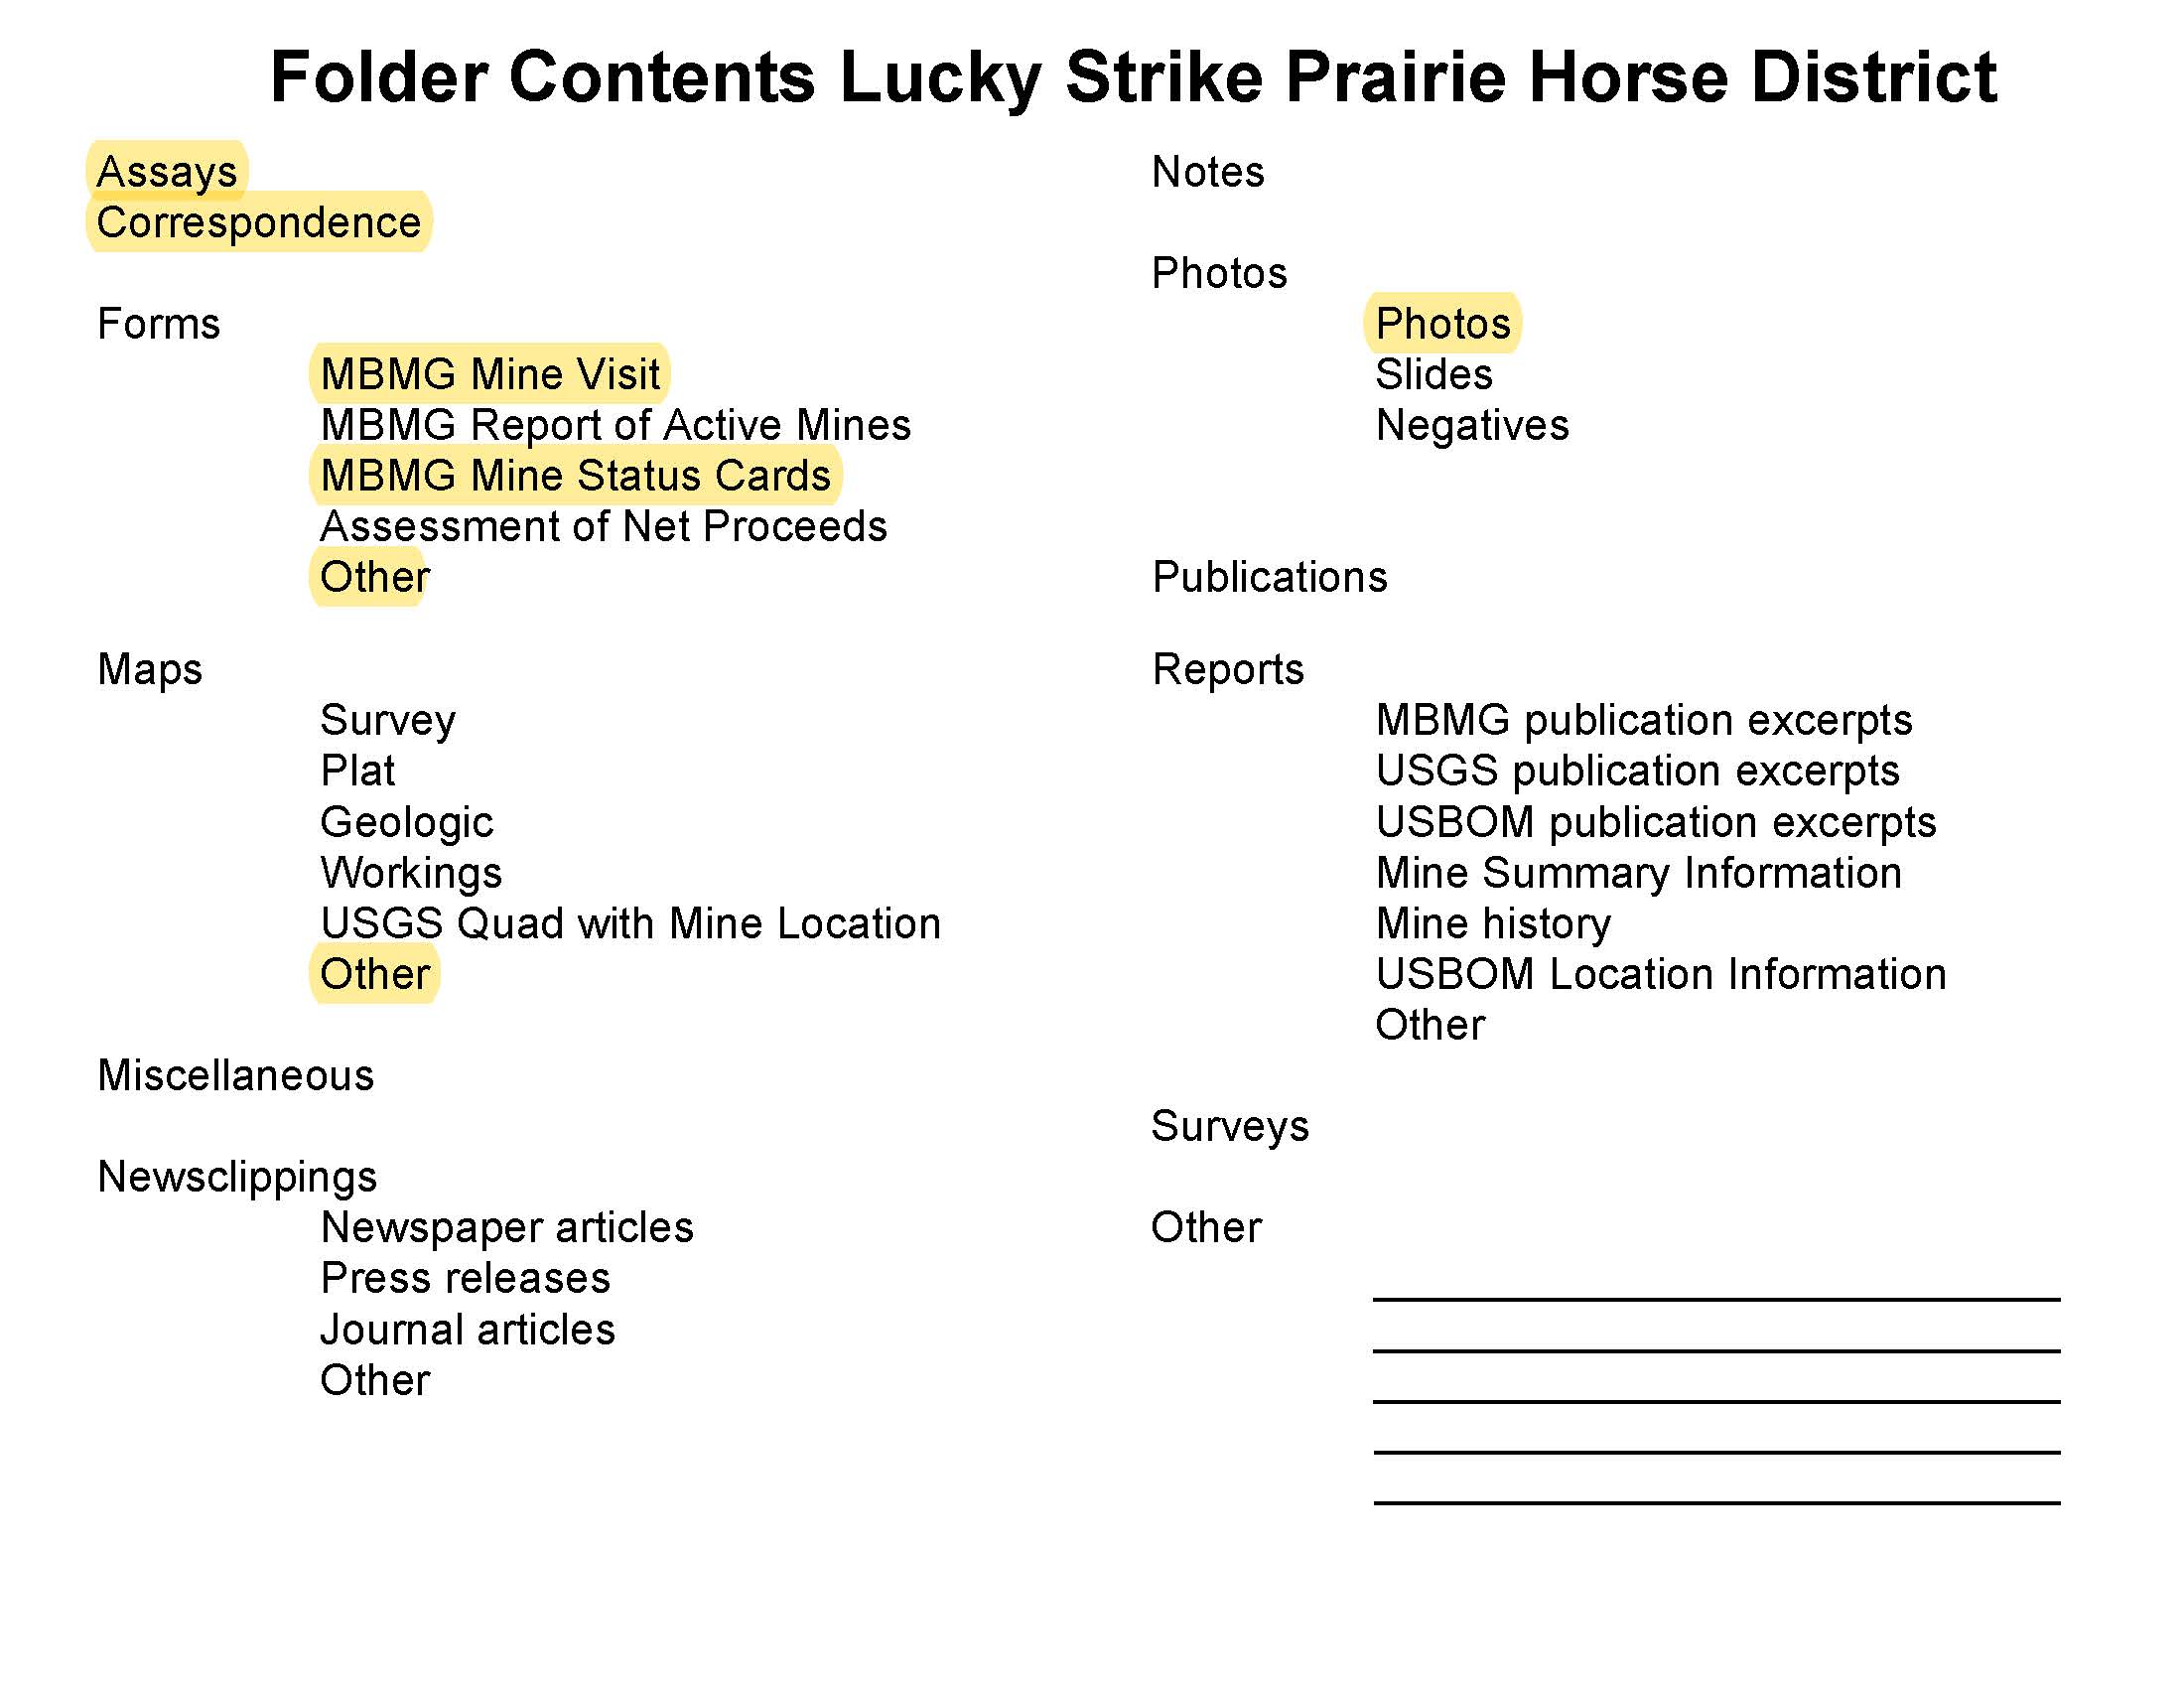 Folder Contents Lucky Strike Prairie Horse District
Assays
Correspondence
Forms
MBMG Mine Visit
MBMG Report of Active Mines
MBMG Mine Status Cards
Assessment of Net Proceeds
Other
Maps
Survey
Plat
Geologic
Workings
USGS Quad with Mine Location
Other
Miscellaneous
Newsclippings
Newspaper articles
Press releases
Journal articles
Other
Notes
Photos
Photos
Slides
Negatives
Publications
Reports
MBMG publication excerpts
USGS publication excerpts
USBOM publication excerpts
Mine Summary Information
Mine history
USBOM Location Information
Other
Surveys
Other